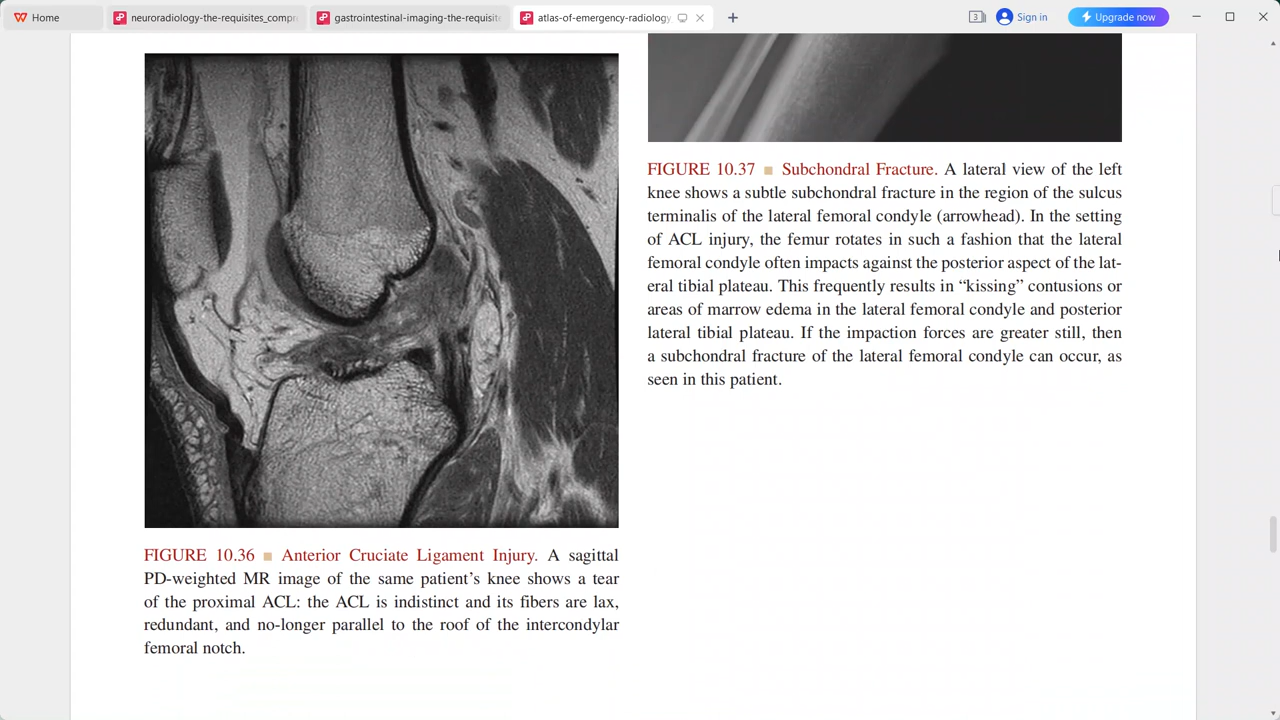 Home
neuroradiology-the-requisites_compr
gastrointestinal-imaging-the-requisite
atlas-of-emergency-radiology
3
Sign in
Upgrade now
FIGURE 10.36 ■ Anterior Cruciate Ligament Injury. A sagittal
PD-weighted MR image of the same patient’s knee shows a tear
of the proximal ACL: the ACL is indistinct and its fibers are lax,
redundant, and no-longer parallel to the roof of the intercondylar
femoral notch.
FIGURE 10.37 ■ Subchondral Fracture. A lateral view of the left
knee shows a subtle subchondral fracture in the region of the sulcus
terminalis of the lateral femoral condyle (arrowhead). In the setting
of ACL injury, the femur rotates in such a fashion that the lateral
femoral condyle often impacts against the posterior aspect of the lat-
eral tibial plateau. This frequently results in “kissing” contusions or
areas of marrow edema in the lateral femoral condyle and posterior
lateral tibial plateau. If the impaction forces are greater still, then
a subchondral fracture of the lateral femoral condyle can occur, as
seen in this patient.